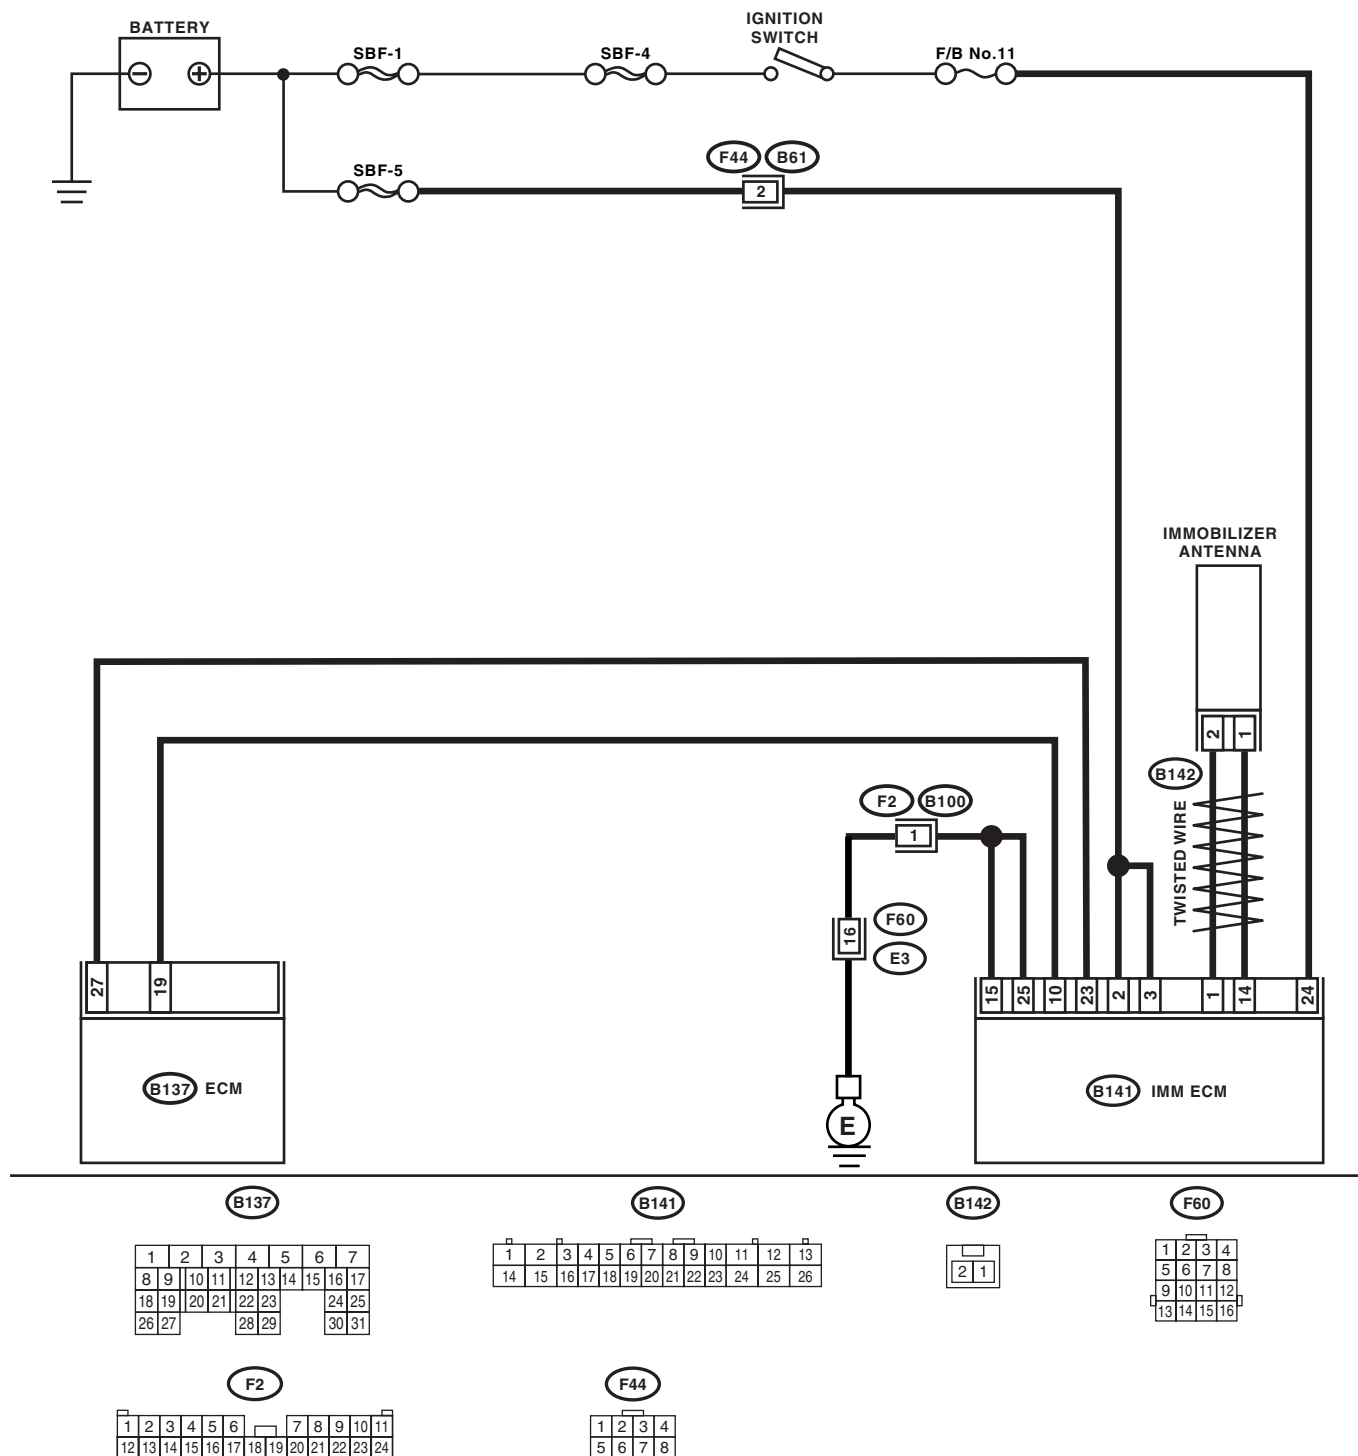 BATTERY
IGNITION
SWITCH
SBF-1
SBF-4
F/B No.11
SBF-5
F44 B61
2
IMMOBILIZER
ANTENNA
2 1
B142
TWISTED WIRE
F2 B100
1
F60
16
E3
27 19
15 25 10 23 2 3 1 14 24
B137 ECM
E
B141 IMM ECM
B137
1 2 3 4 5 6 7
8 9 10 11 12 13 14 15 16 17
18 19 20 21 22 23 24 25
26 27 28 29 30 31
B141
1 2 3 4 5 6 7 8 9 10 11 12 13
14 15 16 17 18 19 20 21 22 23 24 25 26
B142
2 1
F60
1 2 3 4
5 6 7 8
9 10 11 12
13 14 15 16
F2
1 2 3 4 5 6 7 8 9 10 11
12 13 14 15 16 17 18 19 20 21 22 23 24
F44
1 2 3 4
5 6 7 8